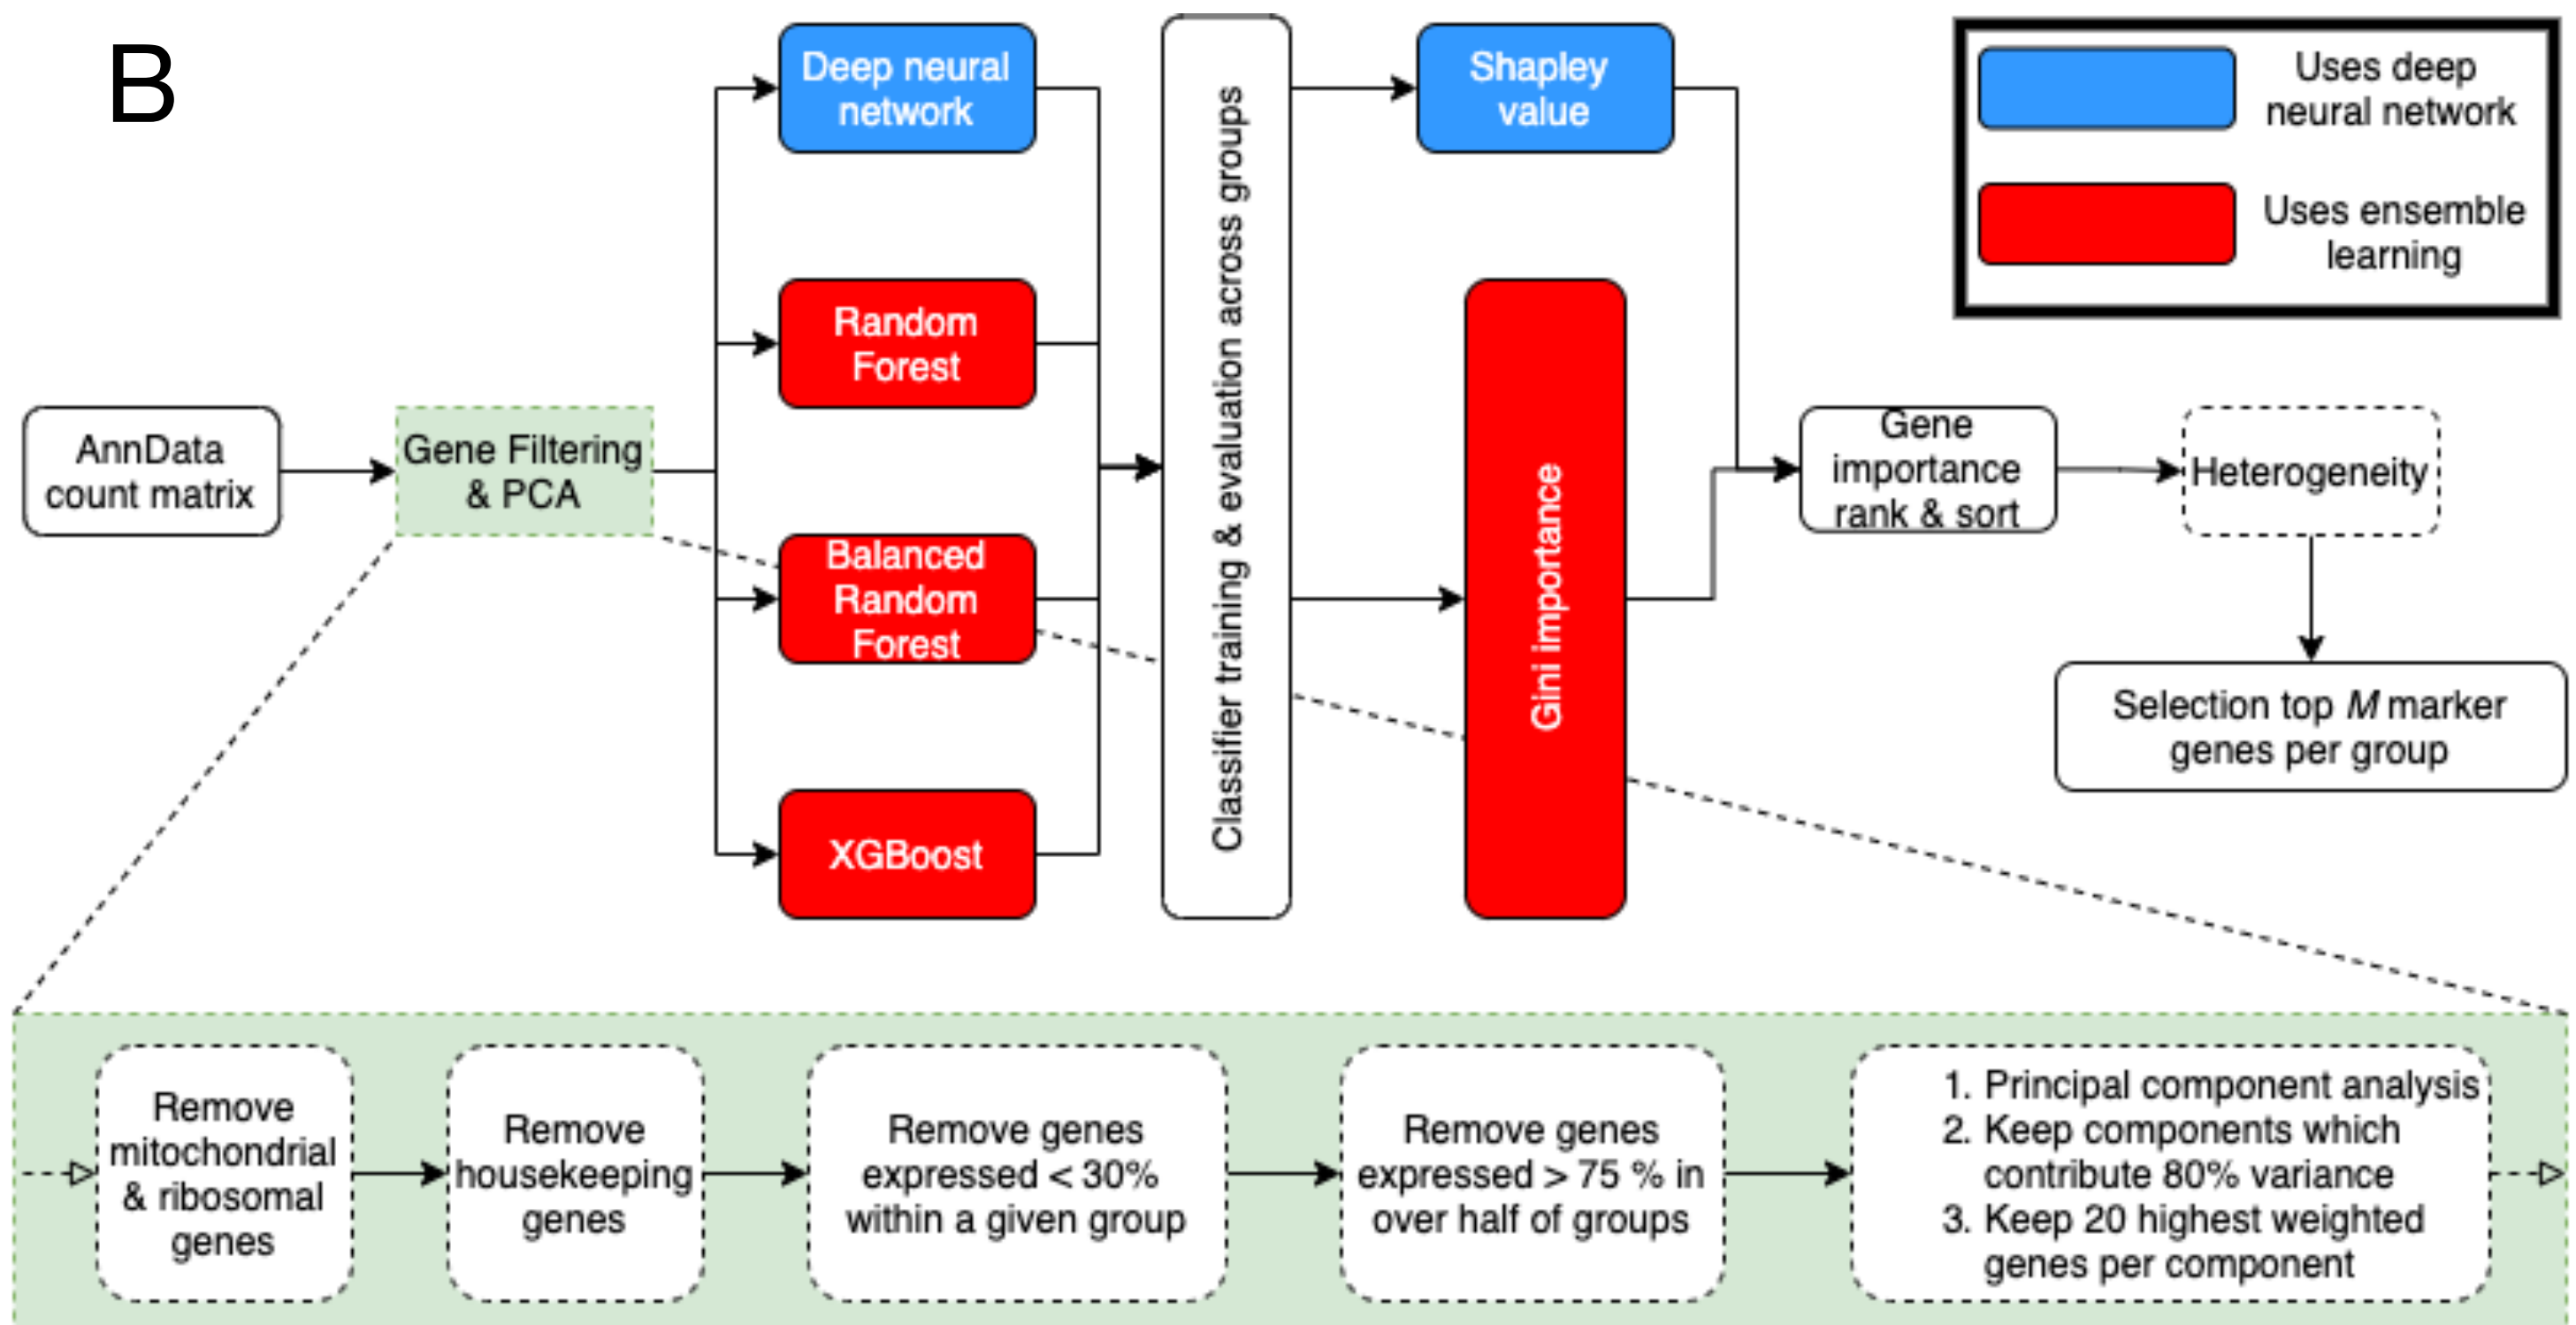 B
Deep neural
network
Shapley
value
Uses deep
neural network
Uses ensemble
learning
Random
Forest
AnnData
count matrix
Gene Filtering
& PCA
Balanced
Random
Forest
XGBoost
Classifier training & evaluation across groups
Gini importance
Gene
importance
rank & sort
Heterogeneity
Selection top M marker
genes per group
Remove
mitochondrial
& ribosomal
genes
Remove
housekeeping
genes
Remove genes
expressed < 30%
within a given group
Remove genes
expressed > 75 % in
over half of groups
1. Principal component analysis
2. Keep components which
contribute 80% variance
3. Keep 20 highest weighted
genes per component